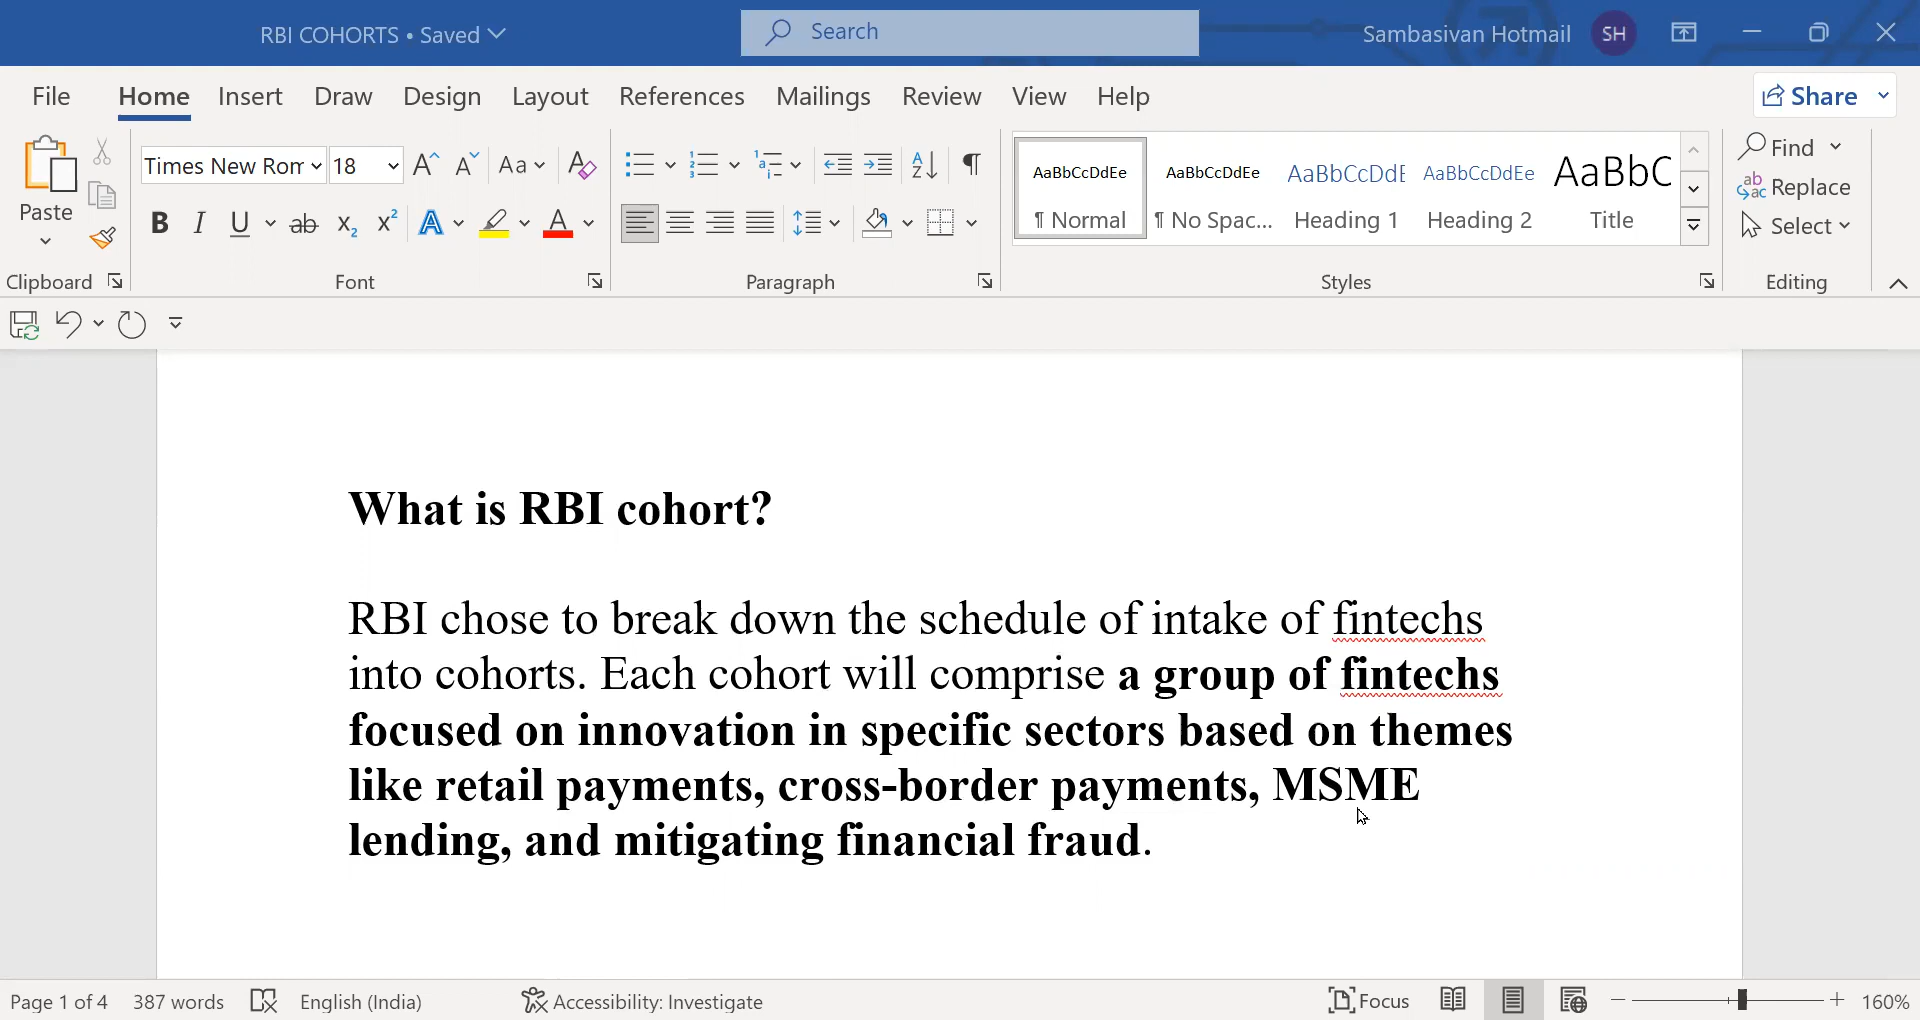 RBI COHORTS • Saved
Search
Sambasivan Hotmail SH
File Home Insert Draw Design Layout References Mailings Review View Help Share
Paste
Clipboard
Times New Rom 18 Aa
B I U ab x₂ x² A A
Font
Paragraph
AaBbCcDdEe AaBbCcDdEe AaBbCcDdE AaBbCcDdEe AaBbC
¶ Normal ¶ No Spac... Heading 1 Heading 2 Title
Styles
Find
Replace
Select
Editing
What is RBI cohort?
RBI chose to break down the schedule of intake of fintechs
into cohorts. Each cohort will comprise a group of fintechs
focused on innovation in specific sectors based on themes
like retail payments, cross-border payments, MSME
lending, and mitigating financial fraud.
Page 1 of 4 387 words English (India) Accessibility: Investigate Focus 160%